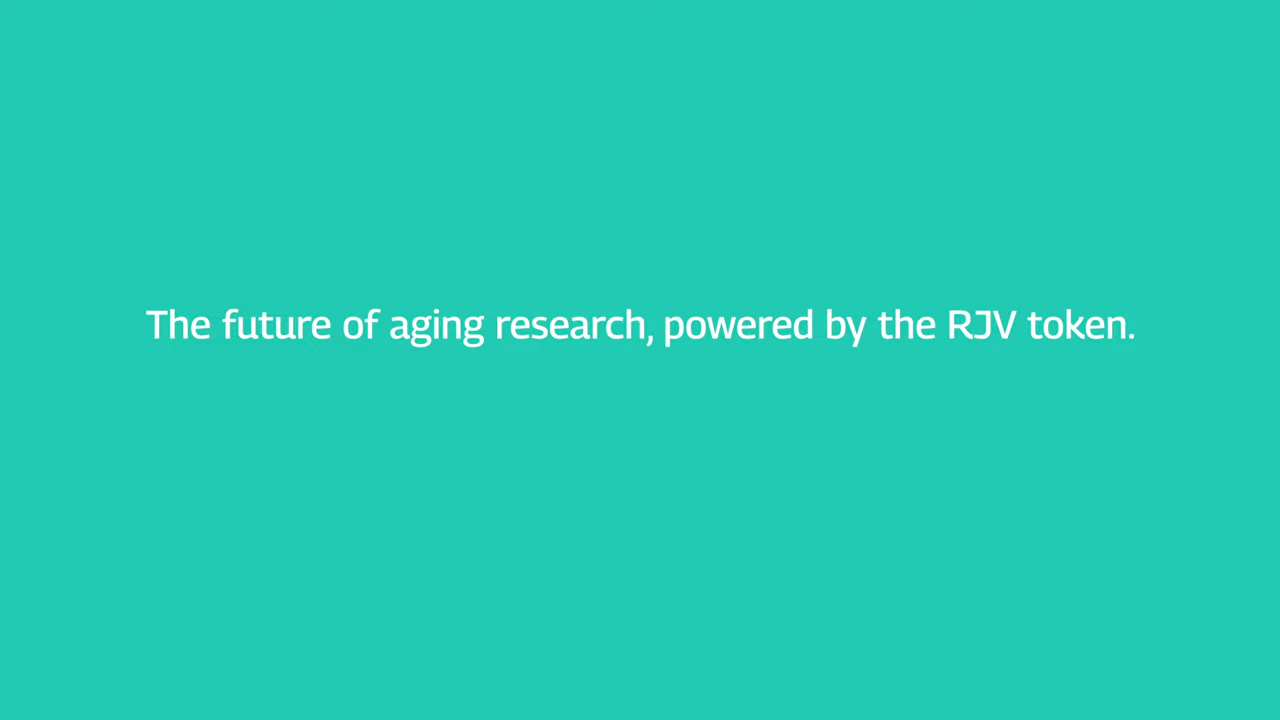 The future of aging research, powered by the RJV token.